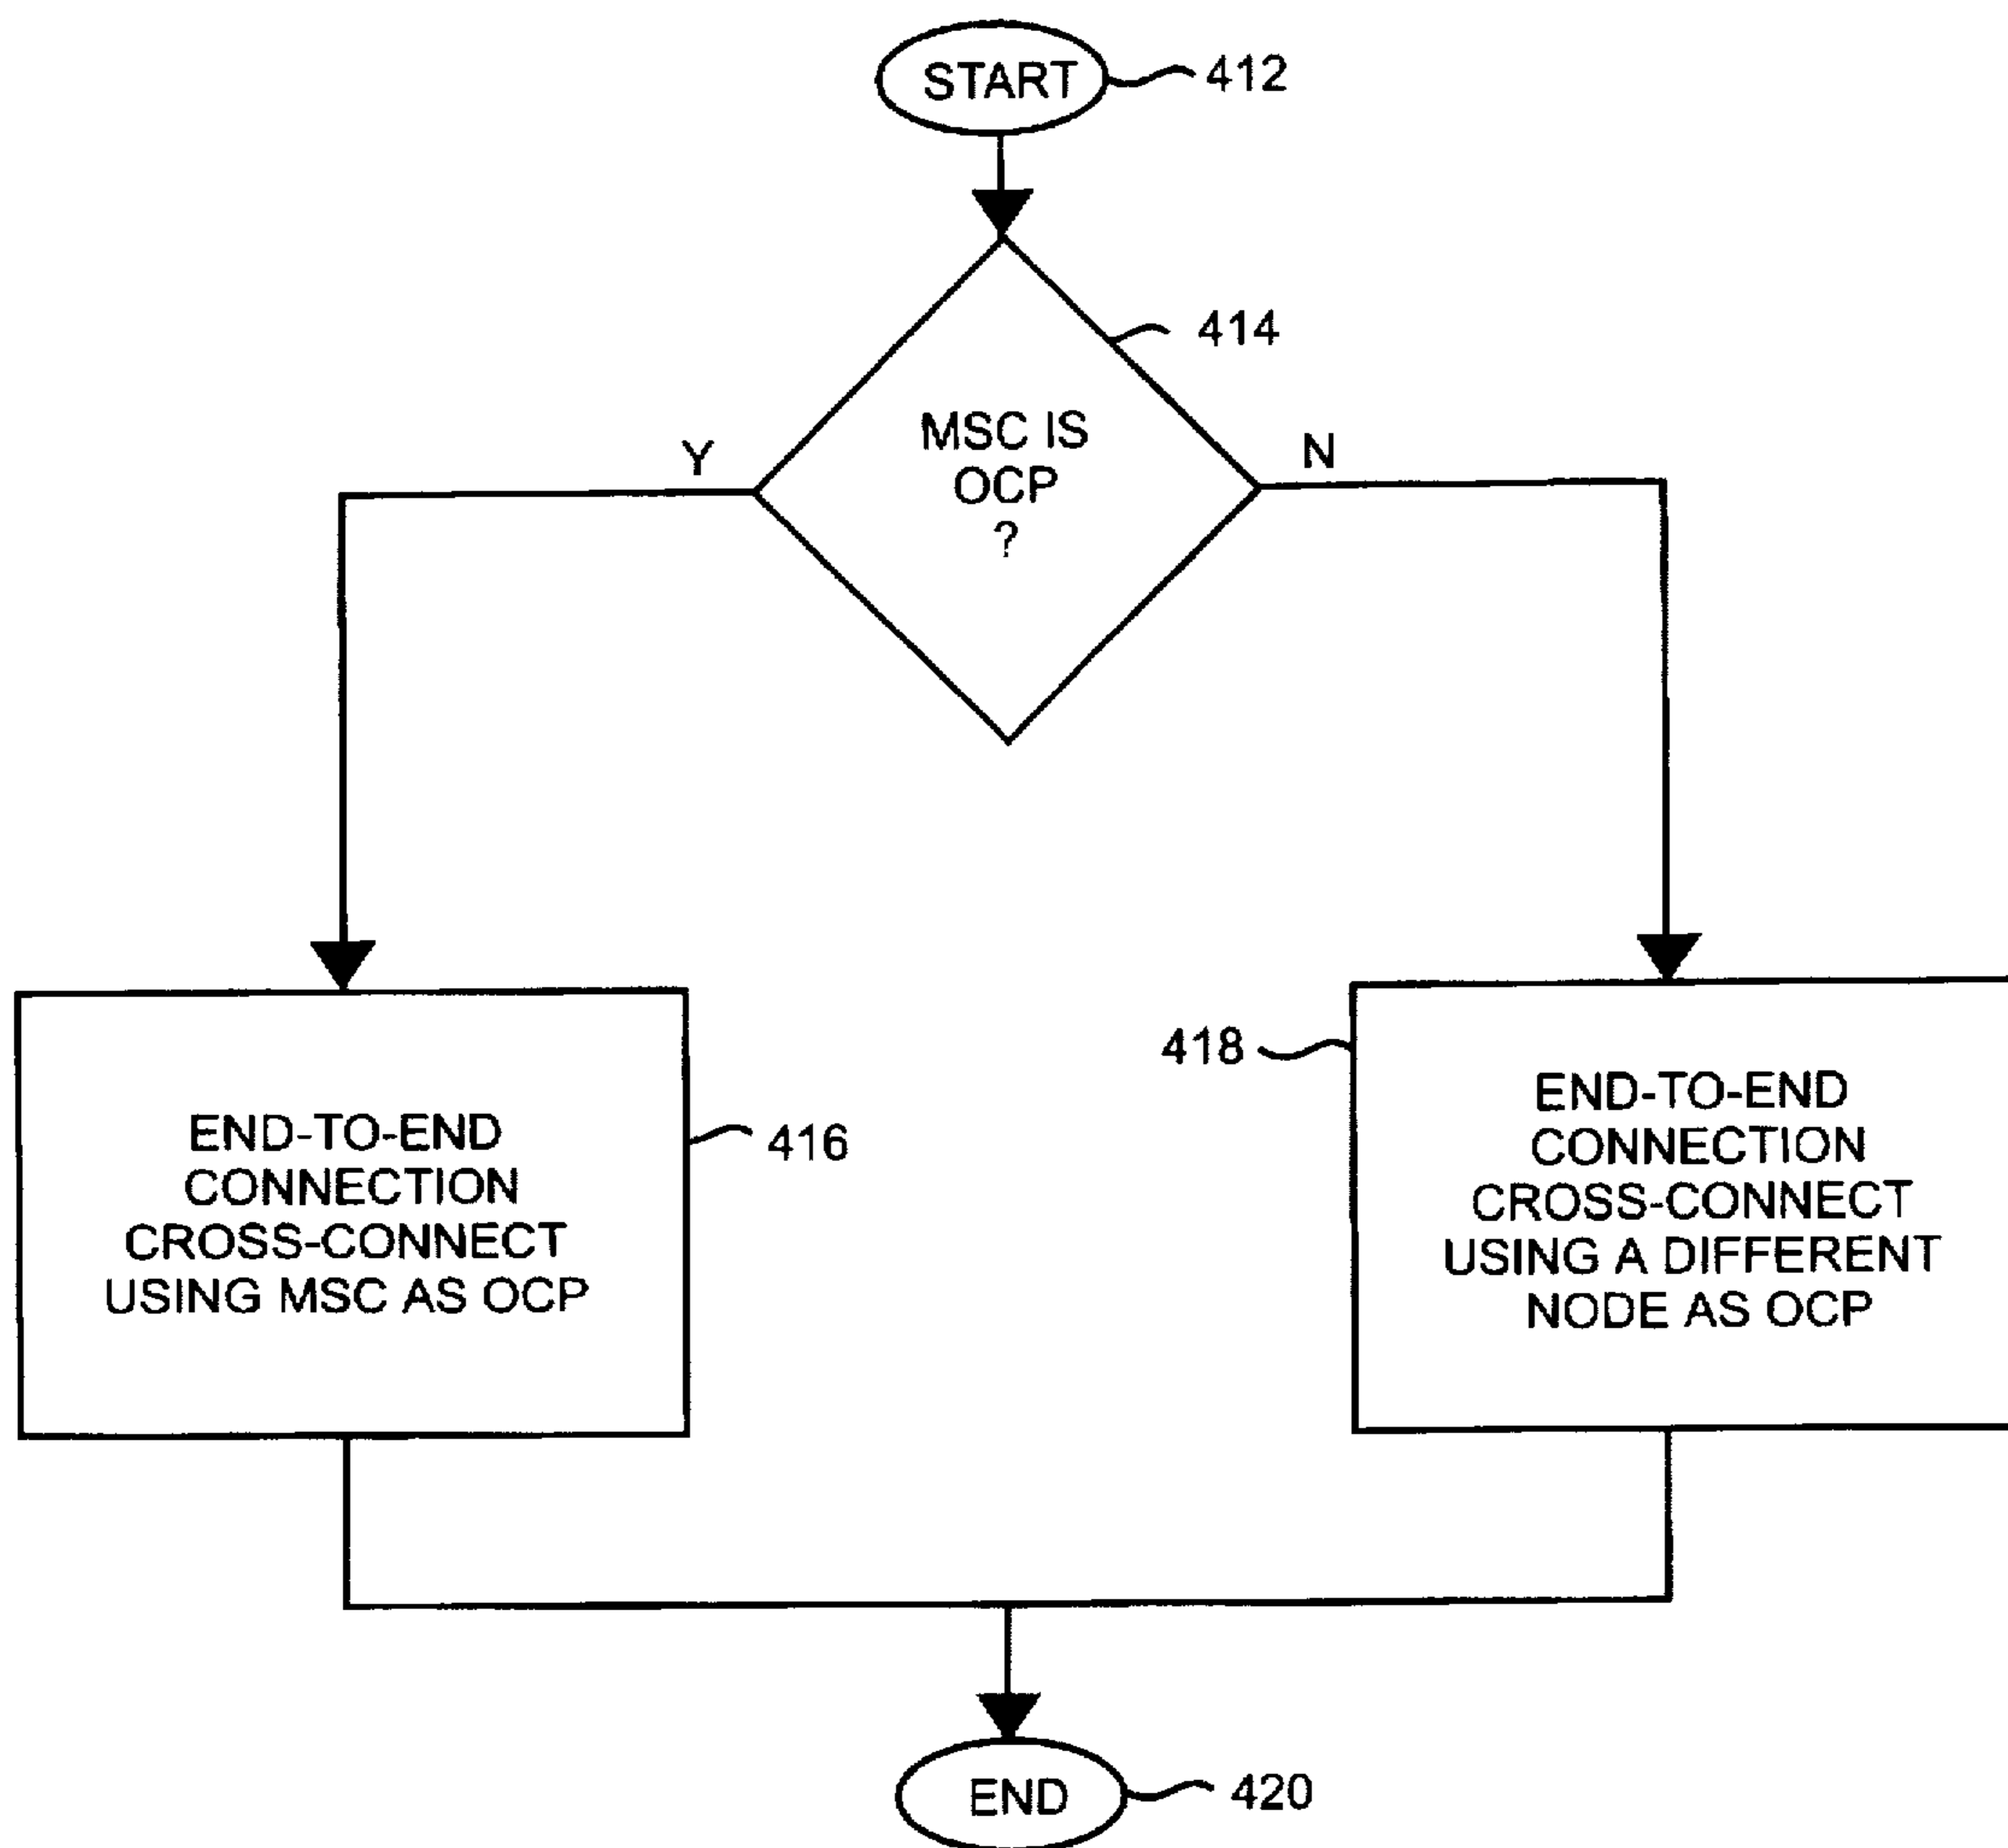 START
412
414
MSC IS
OCP
?
Y
N
418
END-TO-END
CONNECTION
CROSS-CONNECT
USING MSC AS OCP
416
END-TO-END
CONNECTION
CROSS-CONNECT
USING A DIFFERENT
NODE AS OCP
END
420